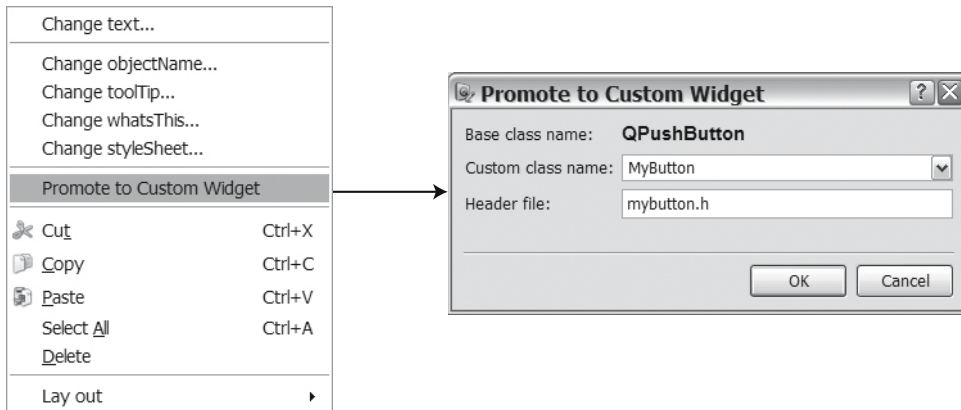 Change text...
Change objectName...
Change toolTip...
Change whatsThis...
Change styleSheet...
Promote to Custom Widget
Cut Ctrl+X
Copy Ctrl+C
Paste Ctrl+V
Select All Ctrl+A
Delete
Lay out
Promote to Custom Widget
Base class name: QPushButton
Custom class name: MyButton
Header file: mybutton.h
OK Cancel